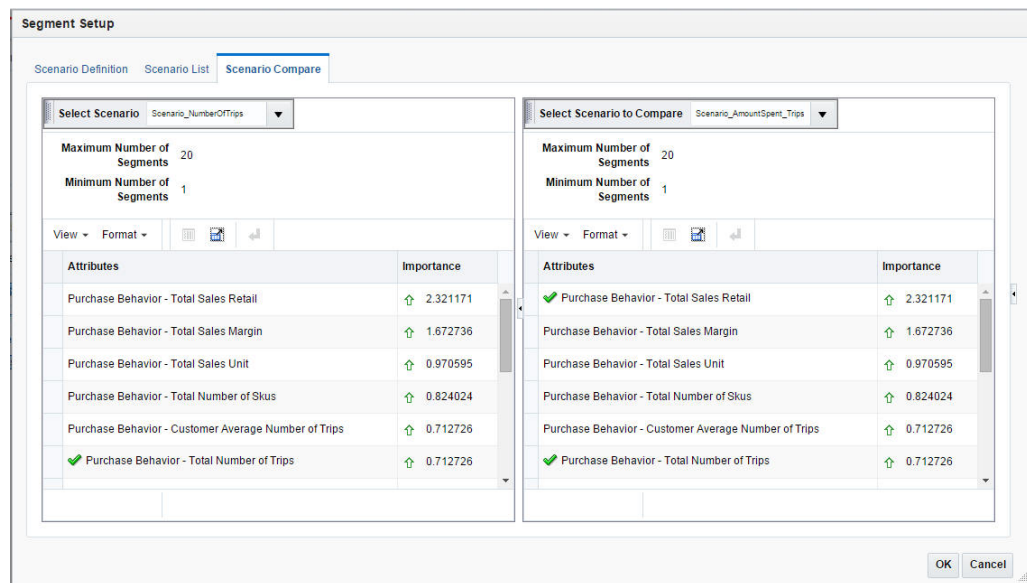 Segment Setup
Scenario Definition Scenario List Scenario Compare
Select Scenario Scenario_NumberOfTrips
Maximum Number of Segments 20
Minimum Number of Segments 1
View Format
Attributes Importance
Purchase Behavior - Total Sales Retail 2.321171
Purchase Behavior - Total Sales Margin 1.672736
Purchase Behavior - Total Sales Unit 0.970595
Purchase Behavior - Total Number of Skus 0.824024
Purchase Behavior - Customer Average Number of Trips 0.712726
Purchase Behavior - Total Number of Trips 0.712726
Select Scenario to Compare Scenario_AmountSpent_Trips
Maximum Number of Segments 20
Minimum Number of Segments 1
View Format
Attributes Importance
Purchase Behavior - Total Sales Retail 2.321171
Purchase Behavior - Total Sales Margin 1.672736
Purchase Behavior - Total Sales Unit 0.970595
Purchase Behavior - Total Number of Skus 0.824024
Purchase Behavior - Customer Average Number of Trips 0.712726
Purchase Behavior - Total Number of Trips 0.712726
OK Cancel